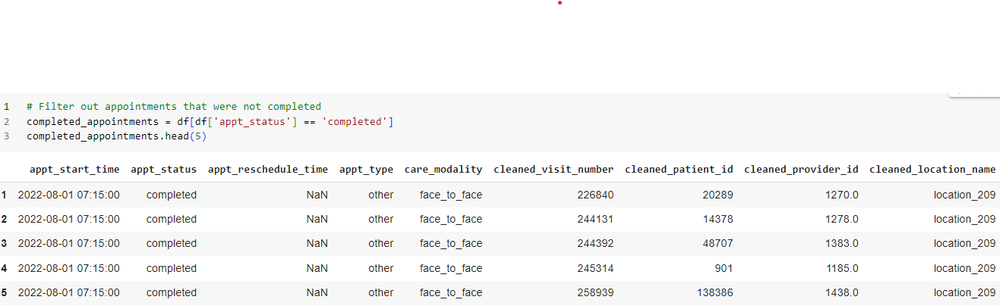 1 # Filter out appointments that were not completed
2 completed_appointments = df[df['appt_status'] == 'completed']
3 completed_appointments.head(5)
appt_start_time appt_status appt_reschedule_time appt_type care_modality cleaned_visit_number cleaned_patient_id cleaned_provider_id cleaned_location_name
1 2022-08-01 07:15:00 completed NaN other face_to_face 226840 20289 1270.0 location_209
2 2022-08-01 07:15:00 completed NaN other face_to_face 244131 14378 1278.0 location_209
3 2022-08-01 07:15:00 completed NaN other face_to_face 244392 48707 1383.0 location_209
4 2022-08-01 07:15:00 completed NaN other face_to_face 245314 901 1185.0 location_209
5 2022-08-01 07:15:00 completed NaN other face_to_face 258939 138386 1438.0 location_209